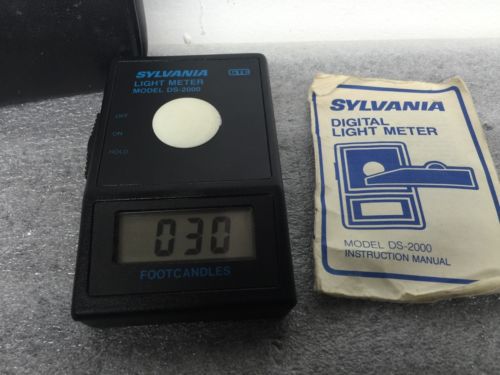 SYLVANIA GTE
LIGHT METER
MODEL DS-2000
OFF
ON
HOLD
030
FOOTCANDLES
SYLVANIA
DIGITAL
LIGHT METER
MODEL DS-2000
INSTRUCTION MANUAL